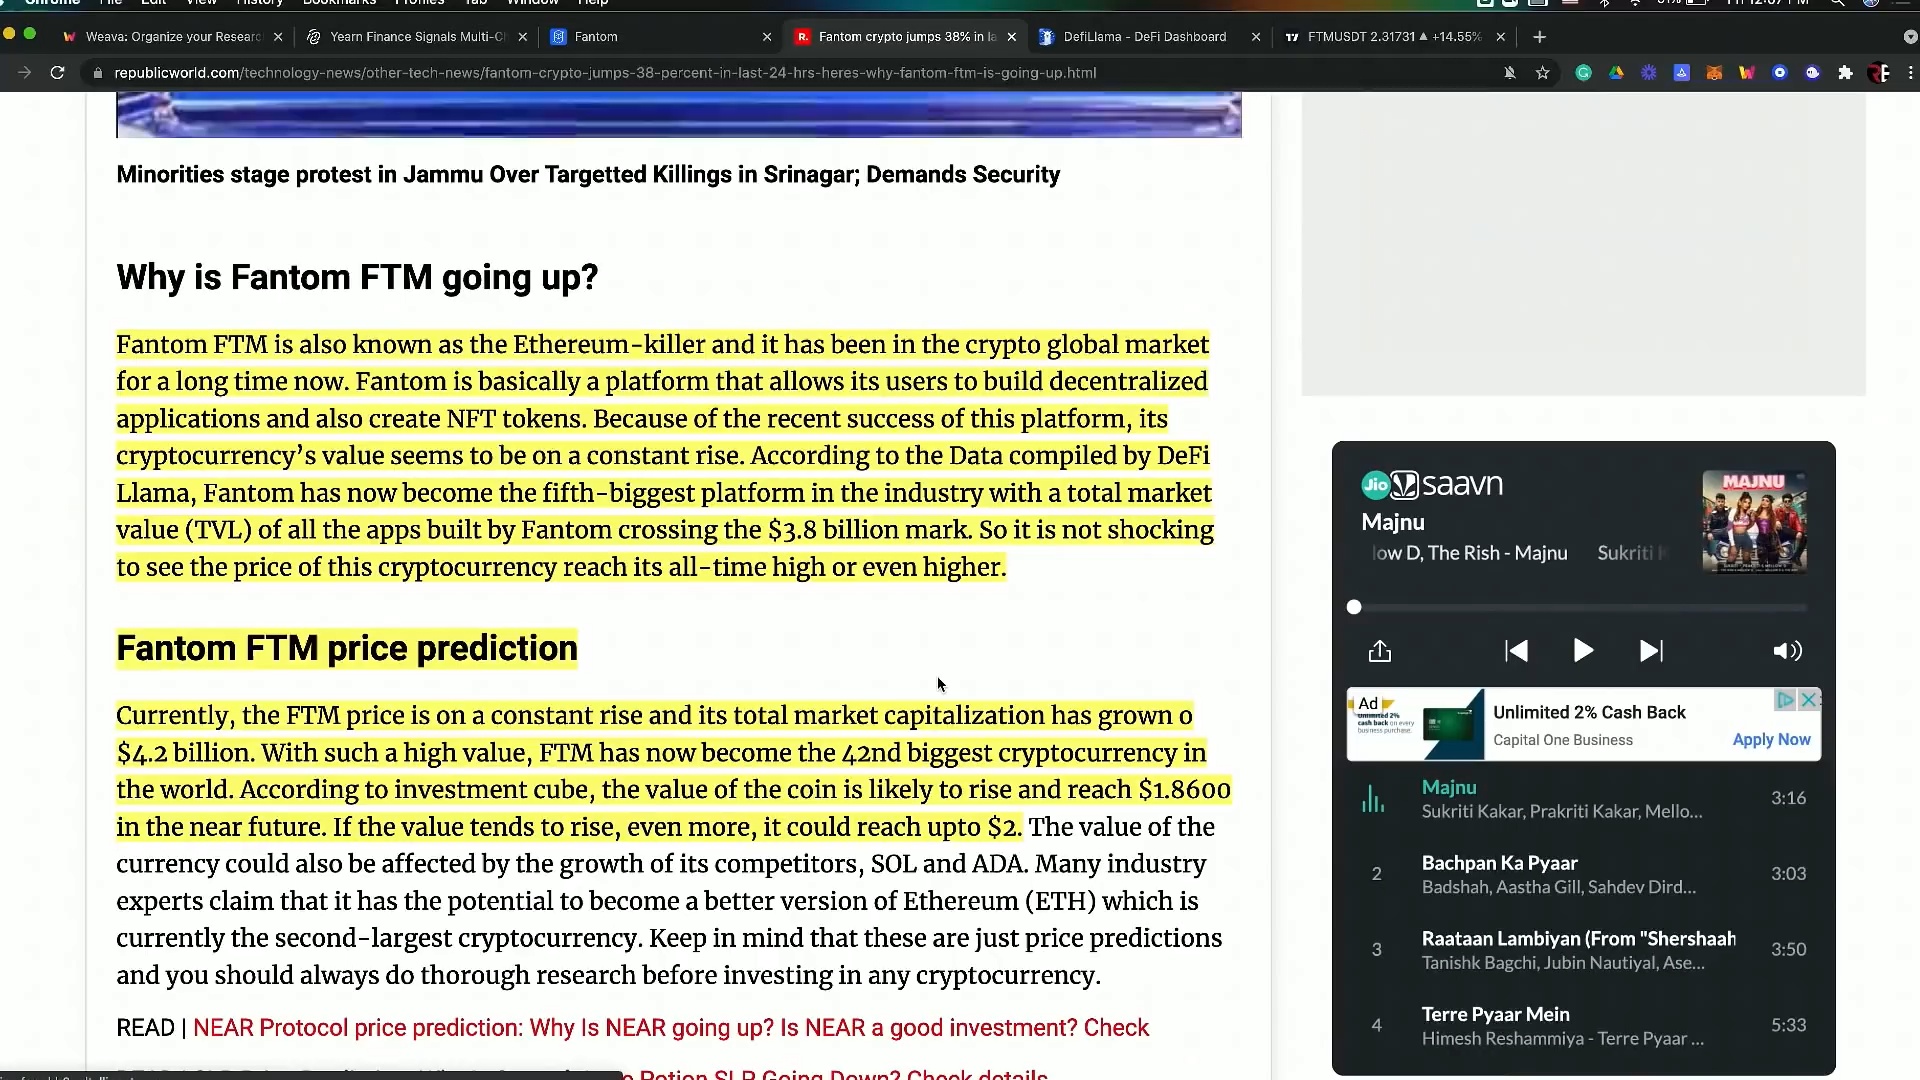 Weava: Organize your Resear
Yearn Finance Signals Multi-Ch
Fantom
Fantom crypto jumps 38% in la
DefiLlama - DeFi Dashboard
FTMUSDT 2.31731 ▲ +14.55%
republicworld.com/technology-news/other-tech-news/fantom-crypto-jumps-38-percent-in-last-24-hrs-heres-why-fantom-ftm-is-going-up.html
Minorities stage protest in Jammu Over Targetted Killings in Srinagar; Demands Security
Why is Fantom FTM going up?
Fantom FTM is also known as the Ethereum-killer and it has been in the crypto global market
for a long time now. Fantom is basically a platform that allows its users to build decentralized
applications and also create NFT tokens. Because of the recent success of this platform, its
cryptocurrency’s value seems to be on a constant rise. According to the Data compiled by DeFi
Llama, Fantom has now become the fifth-biggest platform in the industry with a total market
value (TVL) of all the apps built by Fantom crossing the $3.8 billion mark. So it is not shocking
to see the price of this cryptocurrency reach its all-time high or even higher.
Fantom FTM price prediction
Currently, the FTM price is on a constant rise and its total market capitalization has grown o
$4.2 billion. With such a high value, FTM has now become the 42nd biggest cryptocurrency in
the world. According to investment cube, the value of the coin is likely to rise and reach $1.8600
in the near future. If the value tends to rise, even more, it could reach upto $2. The value of the
currency could also be affected by the growth of its competitors, SOL and ADA. Many industry
experts claim that it has the potential to become a better version of Ethereum (ETH) which is
currently the second-largest cryptocurrency. Keep in mind that these are just price predictions
and you should always do thorough research before investing in any cryptocurrency.
READ | NEAR Protocol price prediction: Why Is NEAR going up? Is NEAR a good investment? Check
Potion SLP Going Down? Check details
Jio saavn
MAJNU
Majnu
low D, The Rish - Majnu Sukriti K
Ad
Unlimited 2% Cash Back
Capital One Business
Apply Now
Majnu
Sukriti Kakar, Prakriti Kakar, Mello...
3:16
2
Bachpan Ka Pyaar
Badshah, Aastha Gill, Sahdev Dird...
3:03
3
Raataan Lambiyan (From "Shershaah
Tanishk Bagchi, Jubin Nautiyal, Ase...
3:50
4
Terre Pyaar Mein
Himesh Reshammiya - Terre Pyaar ...
5:33